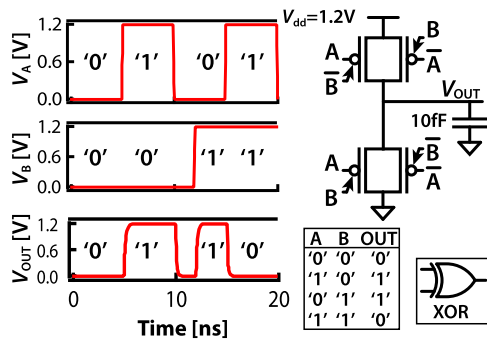 V_A [V]
1.2
0.6
0.0
'0' '1' '0' '1'
V_B [V]
1.2
0.6
0.0
'0' '0' '1' '1'
V_OUT [V]
1.2
0.6
0.0
'0' '1' '1' '0'
0 10 20
Time [ns]
V_dd=1.2V
A
B̅
B
A̅
V_OUT
10fF
A
B
B̅
A̅
A B OUT
'0' '0' '0'
'1' '0' '1'
'0' '1' '1'
'1' '1' '0'
XOR